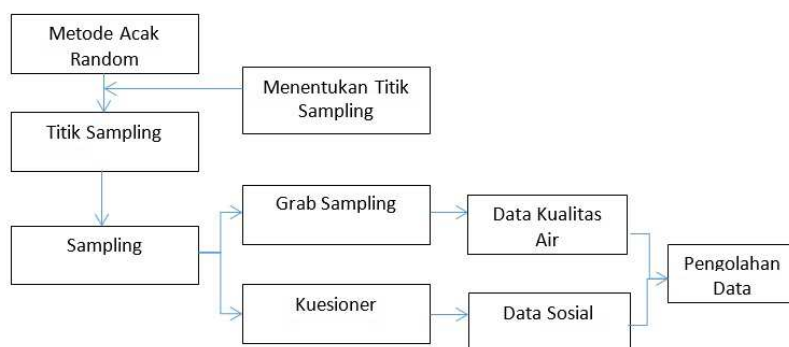 Metode Acak
Random
Menentukan Titik
Sampling
Titik Sampling
Sampling
Grab Sampling
Data Kualitas
Air
Pengolahan
Data
Kuesioner
Data Sosial